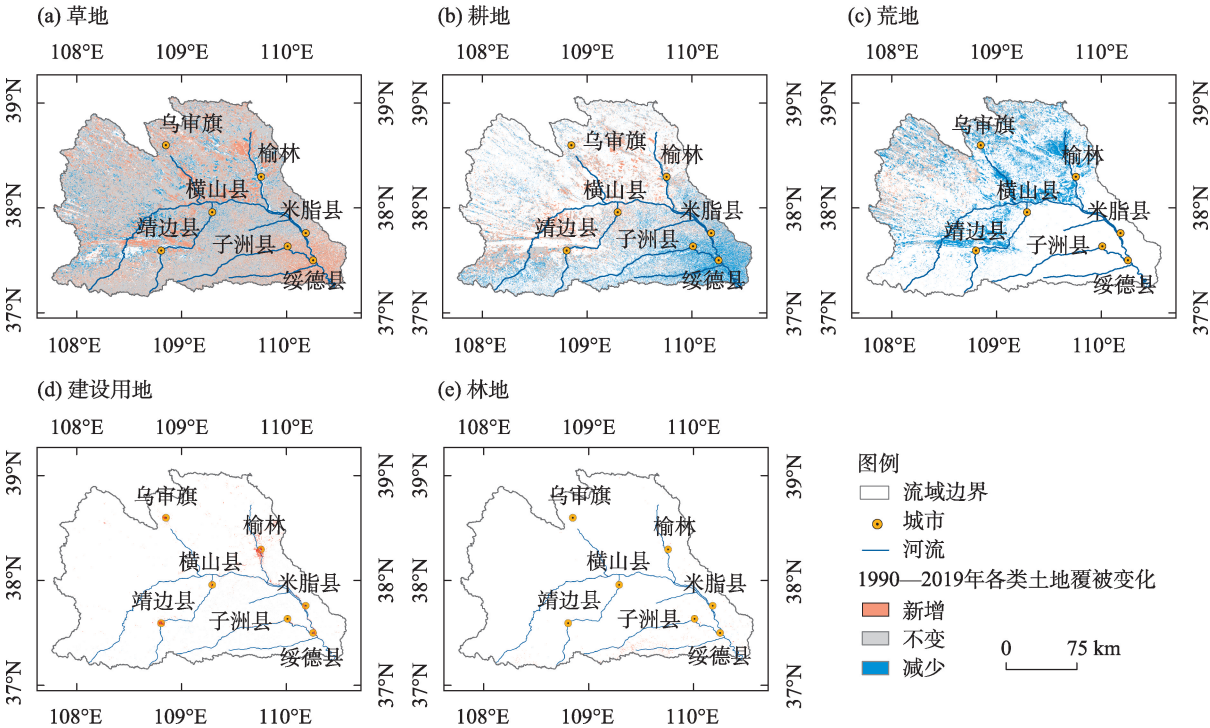 (a) 草地
(b) 耕地
(c) 荒地
108°E 109°E 110°E
108°E 109°E 110°E
108°E 109°E 110°E
39°N
38°N
37°N
乌审旗
榆林
横山县
米脂县
靖边县
子洲县
绥德县
39°N
38°N
37°N
乌审旗
榆林
横山县
米脂县
靖边县
子洲县
绥德县
39°N
38°N
37°N
乌审旗
榆林
横山县
米脂县
靖边县
子洲县
绥德县
39°N
38°N
37°N
108°E 109°E 110°E
108°E 109°E 110°E
108°E 109°E 110°E
(d) 建设用地
(e) 林地
108°E 109°E 110°E
108°E 109°E 110°E
39°N
38°N
37°N
乌审旗
榆林
横山县
米脂县
靖边县
子洲县
绥德县
39°N
38°N
37°N
乌审旗
榆林
横山县
米脂县
靖边县
子洲县
绥德县
39°N
38°N
37°N
108°E 109°E 110°E
108°E 109°E 110°E
图例
流域边界
城市
河流
1990—2019年各类土地覆被变化
新增
不变
减少
0 75 km